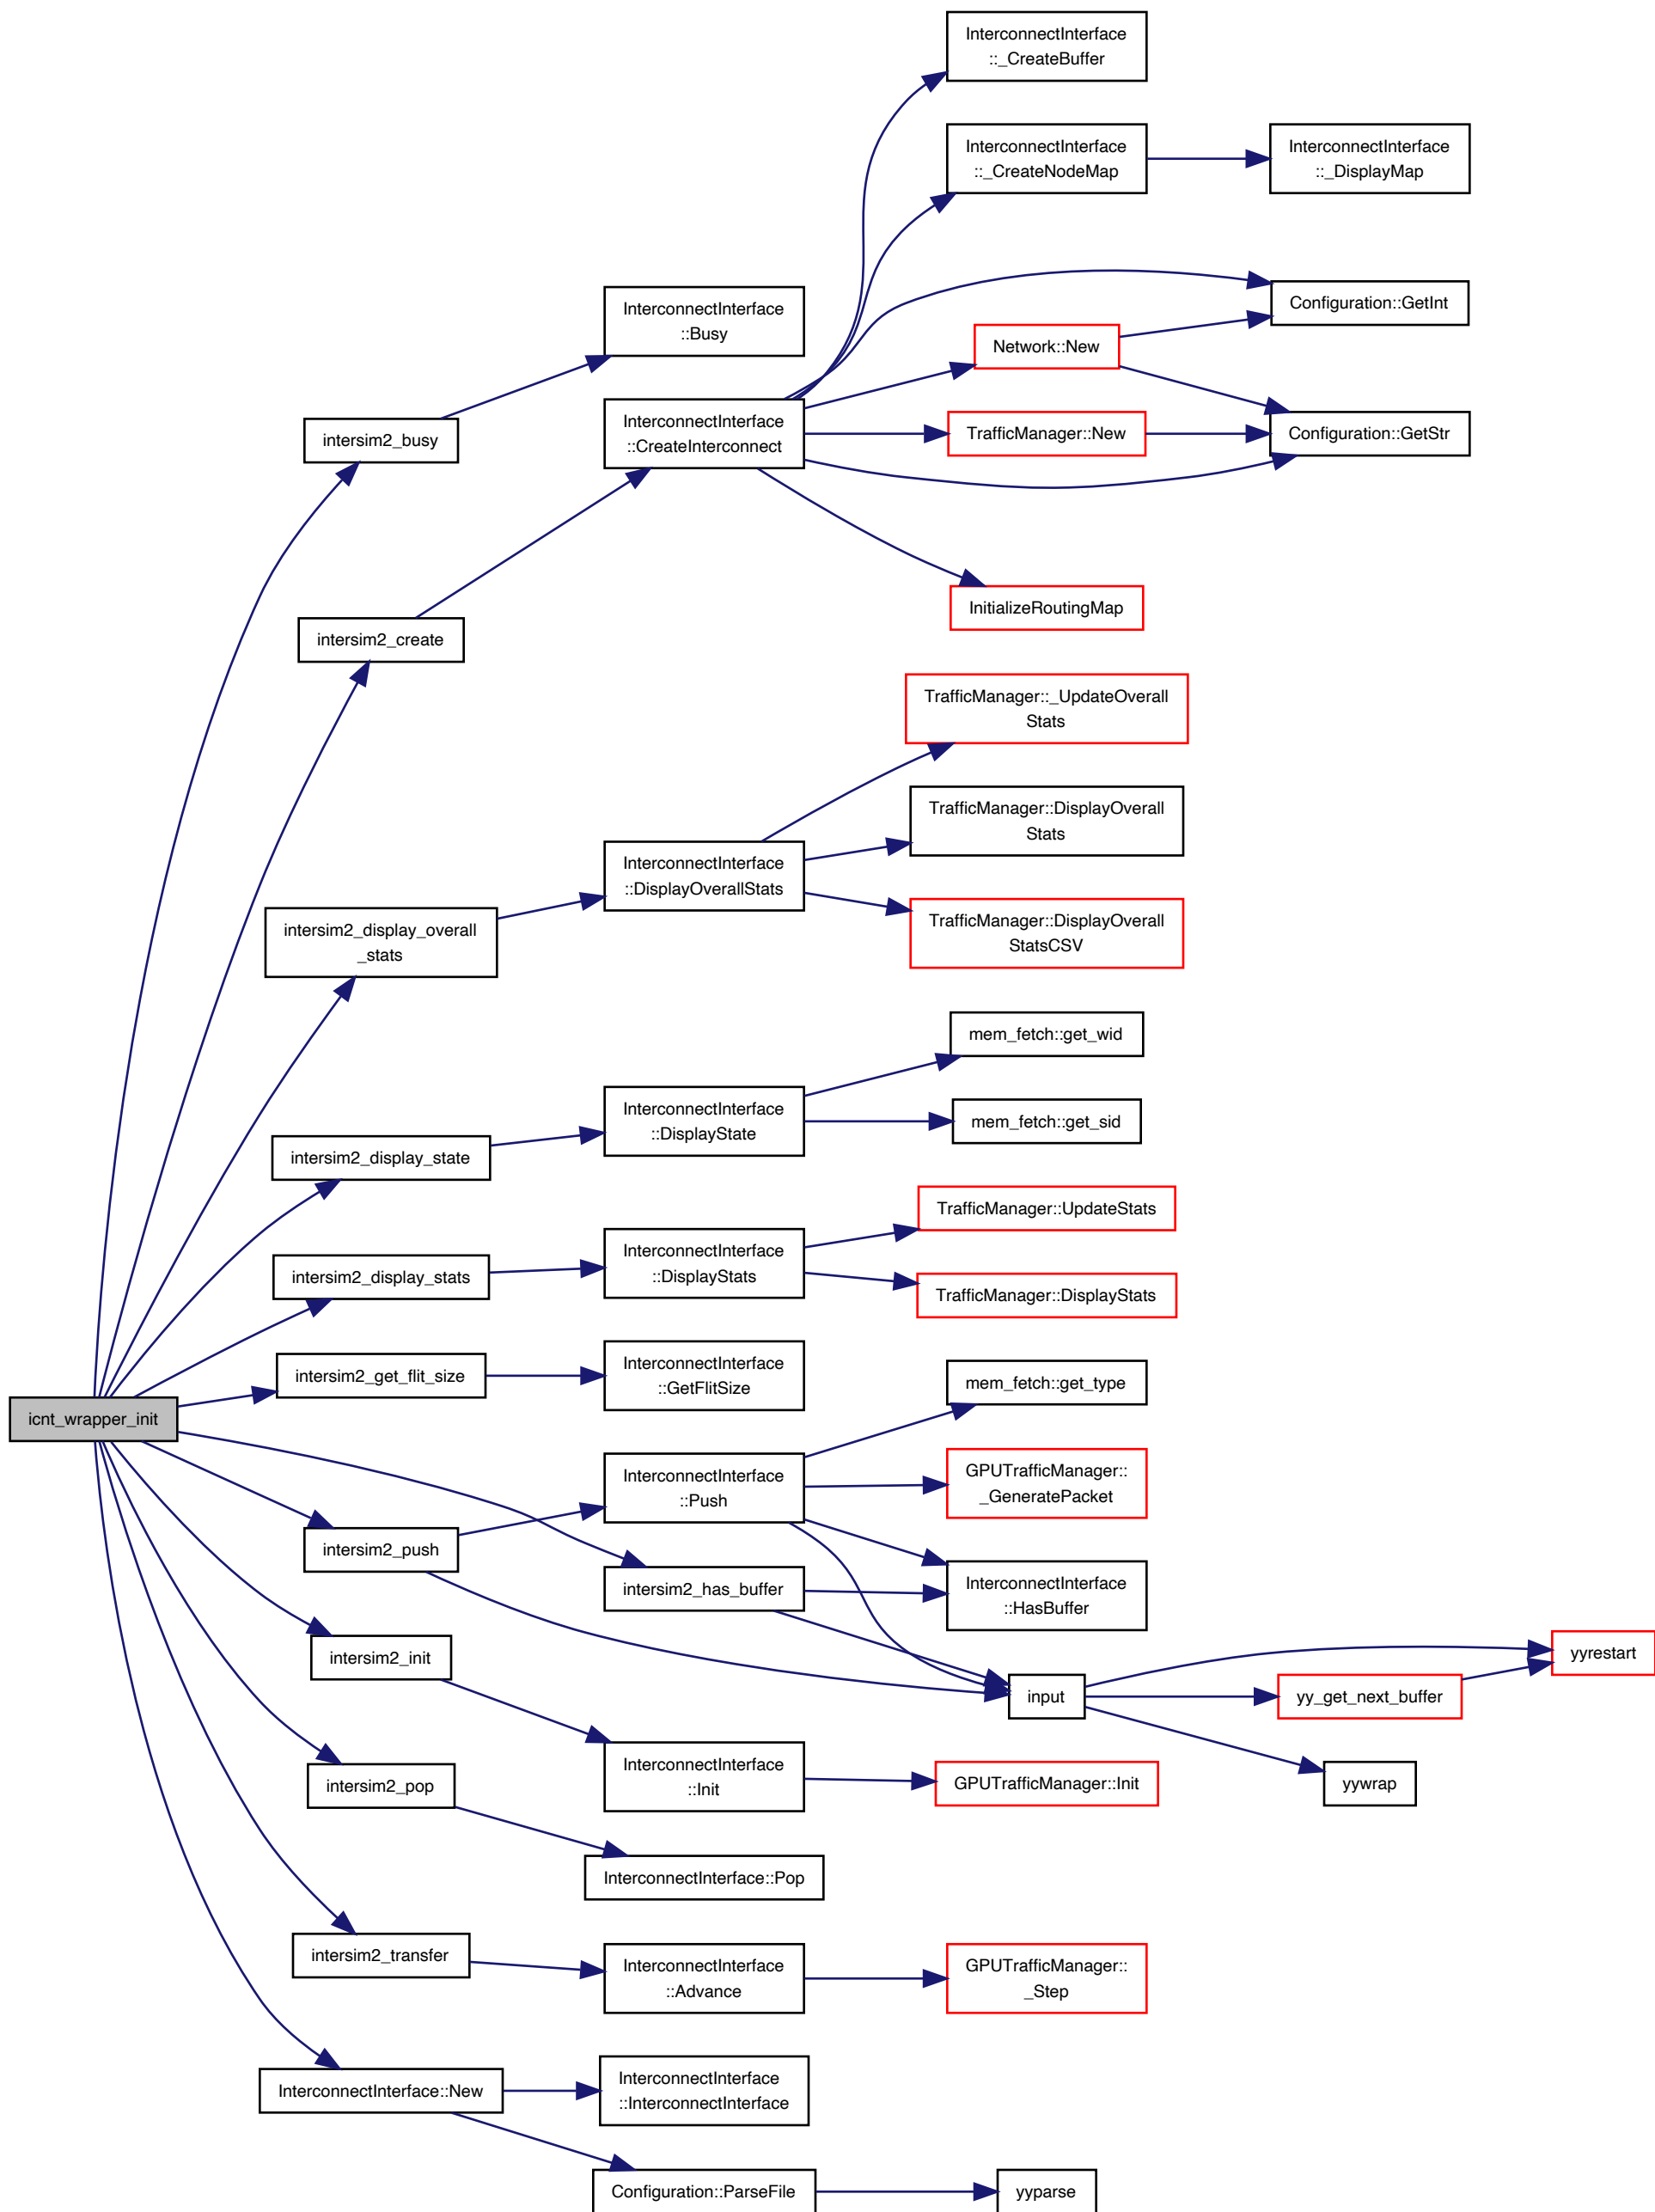 InterconnectInterface
::_CreateBuffer
InterconnectInterface
::_CreateNodeMap
InterconnectInterface
::_DisplayMap
InterconnectInterface
::Busy
Configuration::GetInt
Network::New
intersim2_busy
InterconnectInterface
::CreateInterconnect
TrafficManager::New
Configuration::GetStr
InitializeRoutingMap
intersim2_create
TrafficManager::_UpdateOverall
Stats
TrafficManager::DisplayOverall
Stats
InterconnectInterface
::DisplayOverallStats
intersim2_display_overall
_stats
TrafficManager::DisplayOverall
StatsCSV
mem_fetch::get_wid
InterconnectInterface
::DisplayState
mem_fetch::get_sid
intersim2_display_state
TrafficManager::UpdateStats
InterconnectInterface
::DisplayStats
intersim2_display_stats
TrafficManager::DisplayStats
intersim2_get_flit_size
InterconnectInterface
::GetFlitSize
mem_fetch::get_type
icnt_wrapper_init
InterconnectInterface
::Push
GPUTrafficManager::
_GeneratePacket
intersim2_push
intersim2_has_buffer
InterconnectInterface
::HasBuffer
intersim2_init
yyrestart
input
yy_get_next_buffer
InterconnectInterface
::Init
GPUTrafficManager::Init
yywrap
intersim2_pop
InterconnectInterface::Pop
intersim2_transfer
InterconnectInterface
::Advance
GPUTrafficManager::
_Step
InterconnectInterface::New
InterconnectInterface
::InterconnectInterface
Configuration::ParseFile
yyparse